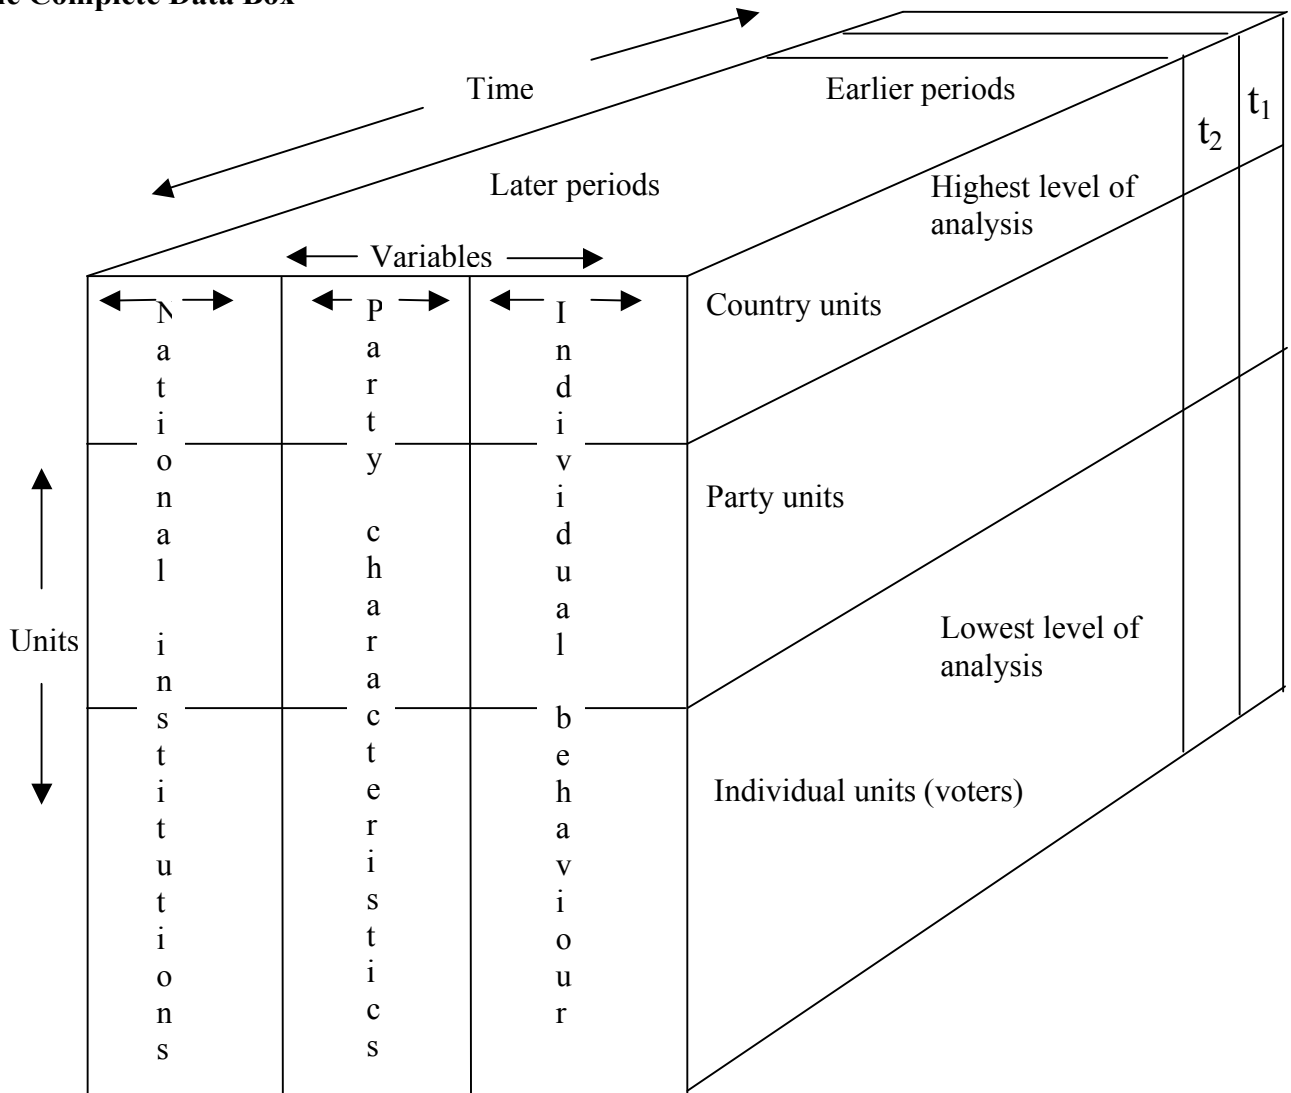 Complete Data Box
Time
Earlier periods
t1
t2
Later periods
Highest level of
analysis
Variables
National institutions
Party characteristics
Individual behaviour
Country units
Party units
Units
Lowest level of
analysis
Individual units (voters)